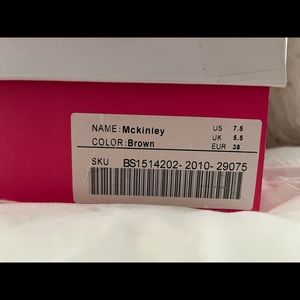 NAME: Mckinley US 7.5
COLOR: Brown UK 5.5
EUR 38
SKU BS1514202-2010-29075